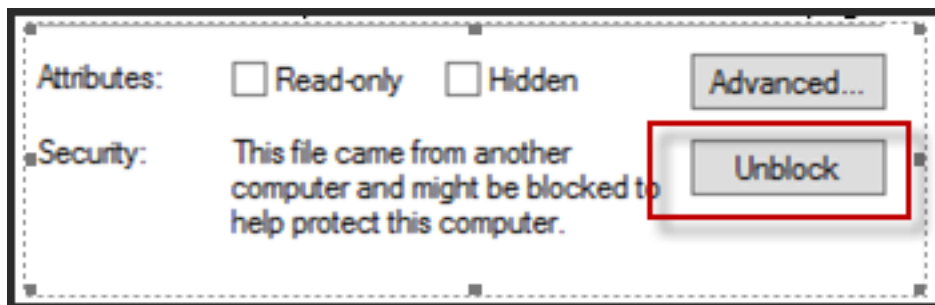 Attributes: Read-only Hidden Advanced...
Security: This file came from another Unblock
computer and might be blocked to
help protect this computer.